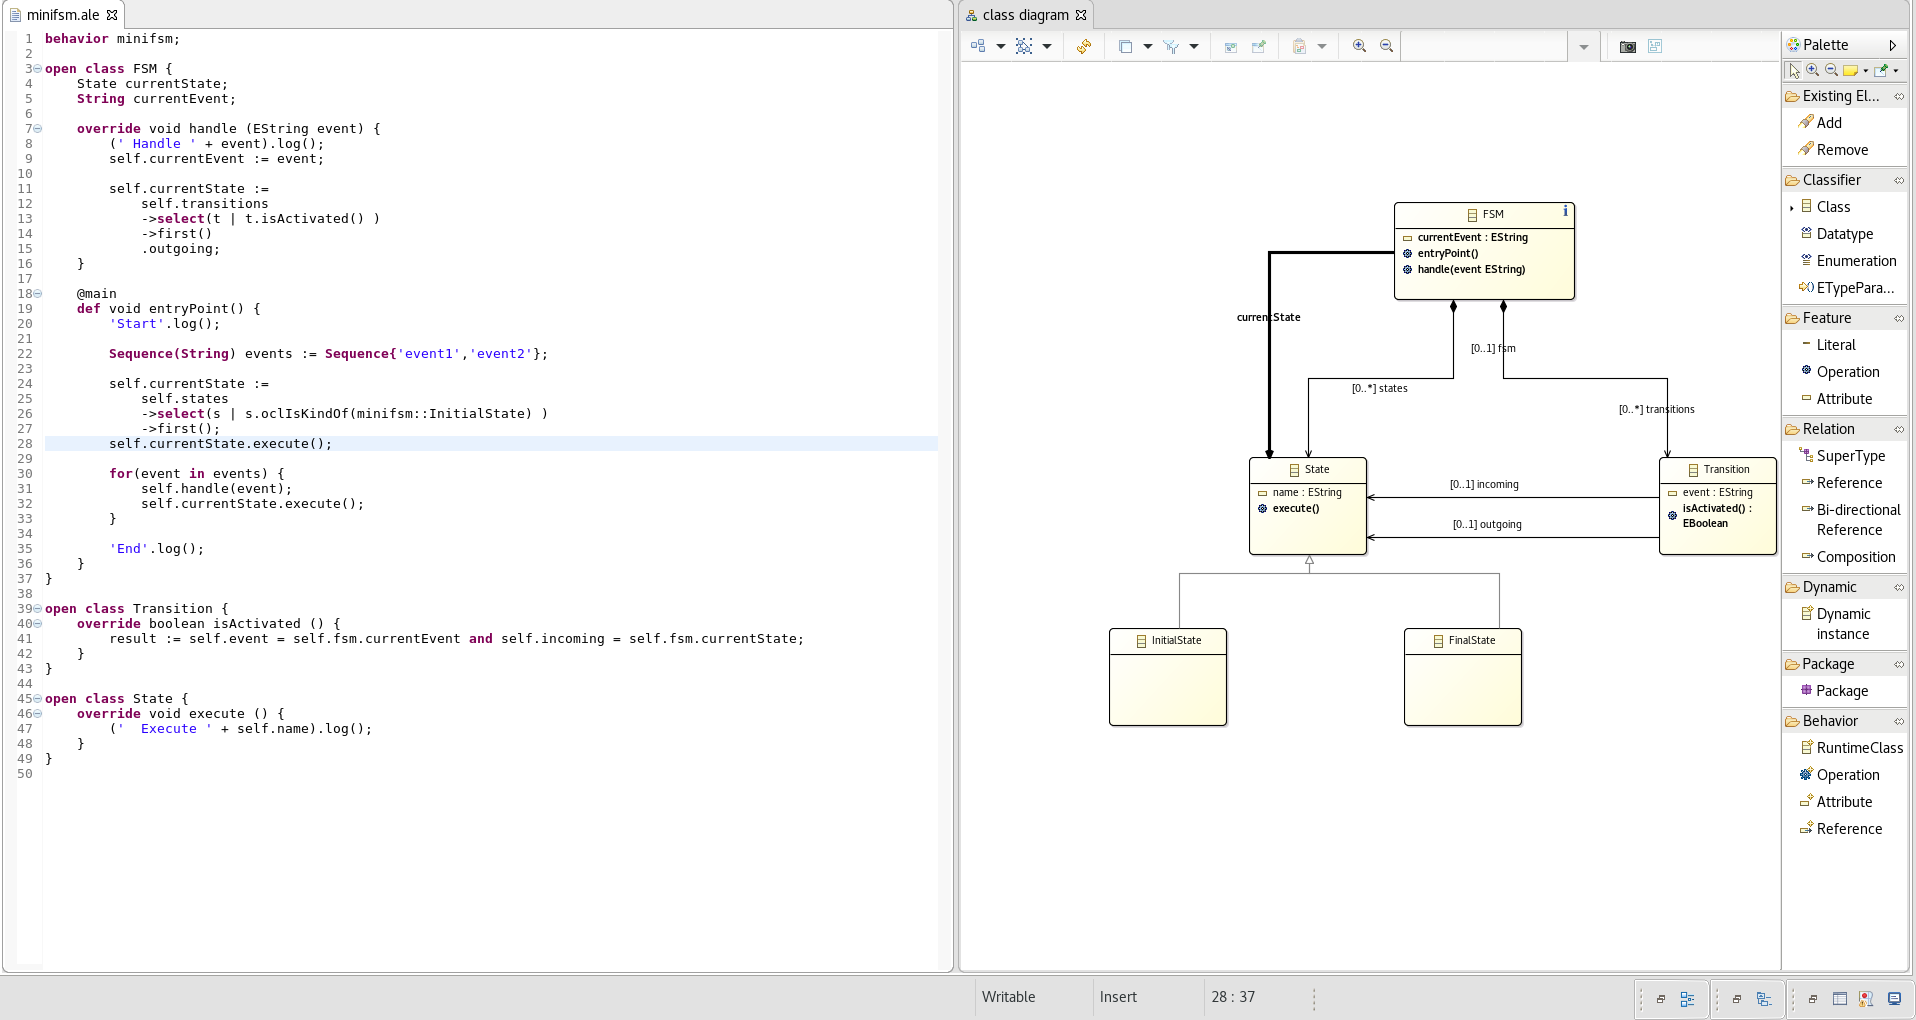 minifsm.ale
1 behavior minifsm;
2
3 open class FSM {
4     State currentState;
5     String currentEvent;
6
7     override void handle (EString event) {
8         (' Handle ' + event).log();
9         self.currentEvent := event;
10
11         self.currentState :=
12             self.transitions
13             ->select(t | t.isActivated() )
14             ->first()
15             .outgoing;
16     }
17
18     @main
19     def void entryPoint() {
20         'Start'.log();
21
22         Sequence(String) events := Sequence{'event1','event2'};
23
24         self.currentState :=
25             self.states
26             ->select(s | s.oclIsKindOf(minifsm::InitialState) )
27             ->first();
28         self.currentState.execute();
29
30         for(event in events) {
31             self.handle(event);
32             self.currentState.execute();
33         }
34
35         'End'.log();
36     }
37 }
38
39 open class Transition {
40     override boolean isActivated () {
41         result := self.event = self.fsm.currentEvent and self.incoming = self.fsm.currentState;
42     }
43 }
44
45 open class State {
46     override void execute () {
47         ('  Execute ' + self.name).log();
48     }
49 }
50
class diagram
FSM
currentEvent : EString
entryPoint()
handle(event EString)
currentState
[0..1] fsm
[0..*] states
[0..*] transitions
State
name : EString
execute()
[0..1] incoming
[0..1] outgoing
Transition
event : EString
isActivated() :
EBoolean
InitialState
FinalState
Palette
Existing El...
Add
Remove
Classifier
Class
Datatype
Enumeration
ETypePara...
Feature
Literal
Operation
Attribute
Relation
SuperType
Reference
Bi-directional
Reference
Composition
Dynamic
Dynamic
instance
Package
Package
Behavior
RuntimeClass
Operation
Attribute
Reference
Writable
Insert
28 : 37